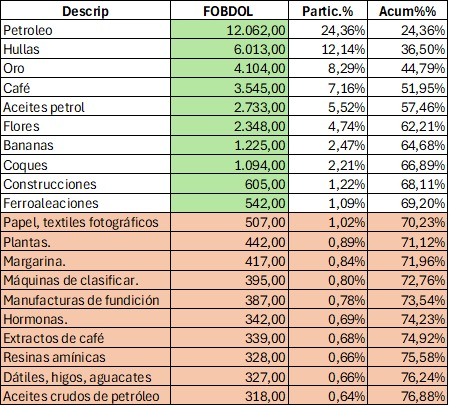 Descrip FOBDOL Partic.% Acum%%
Petroleo 12.062,00 24,36% 24,36%
Hullas 6.013,00 12,14% 36,50%
Oro 4.104,00 8,29% 44,79%
Café 3.545,00 7,16% 51,95%
Aceites petrol 2.733,00 5,52% 57,46%
Flores 2.348,00 4,74% 62,21%
Bananas 1.225,00 2,47% 64,68%
Coques 1.094,00 2,21% 66,89%
Construcciones 605,00 1,22% 68,11%
Ferroaleaciones 542,00 1,09% 69,20%
Papel, textiles fotográficos 507,00 1,02% 70,23%
Plantas. 442,00 0,89% 71,12%
Margarina. 417,00 0,84% 71,96%
Máquinas de clasificar. 395,00 0,80% 72,76%
Manufacturas de fundición 387,00 0,78% 73,54%
Hormonas. 342,00 0,69% 74,23%
Extractos de café 339,00 0,68% 74,92%
Resinas amínicas 328,00 0,66% 75,58%
Dátiles, higos, aguacates 327,00 0,66% 76,24%
Aceites crudos de petróleo 318,00 0,64% 76,88%